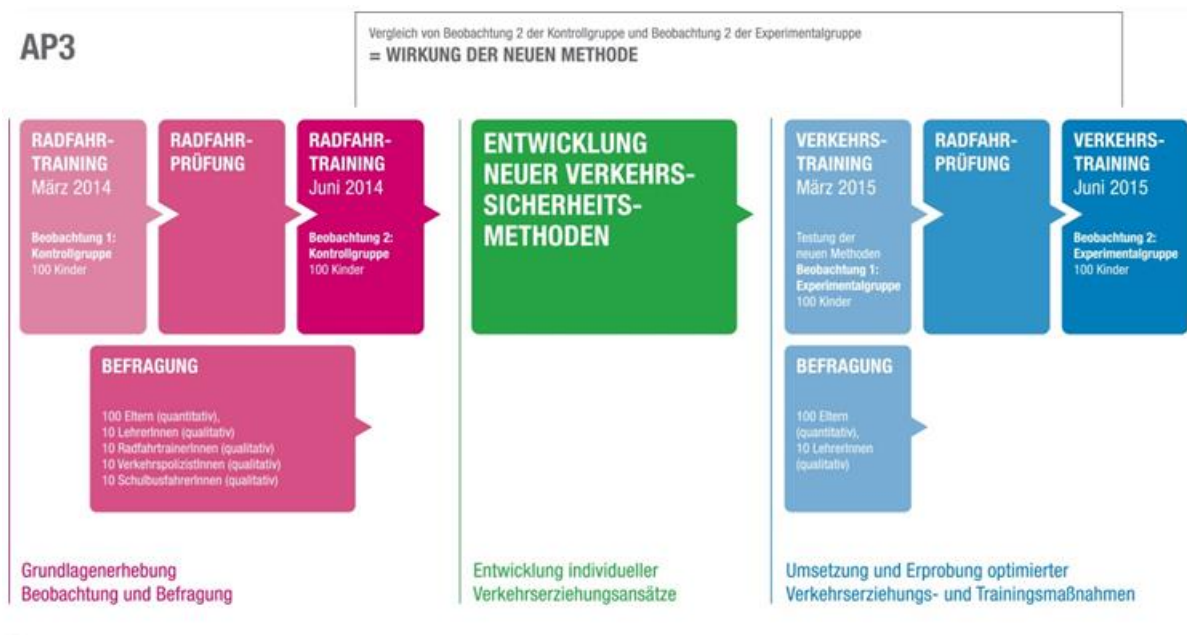 AP3
Vergleich von Beobachtung 2 der Kontrollgruppe und Beobachtung 2 der Experimentalgruppe
= WIRKUNG DER NEUEN METHODE
RADFAHR-
TRAINING
März 2014
Beobachtung 1:
Kontrollgruppe
100 Kinder
RADFAHR-
PRÜFUNG
RADFAHR-
TRAINING
Juni 2014
Beobachtung 2:
Kontrollgruppe
100 Kinder
BEFRAGUNG
100 Eltern (quantitativ),
10 LehrerInnen (qualitativ)
10 RadfahrtrainerInnen (qualitativ)
10 VerkehrspolizistInnen (qualitativ)
10 SchulbusfahrerInnen (qualitativ)
Grundlagenerhebung
Beobachtung und Befragung
ENTWICKLUNG
NEUER VERKEHRS-
SICHERHEITS-
METHODEN
Entwicklung individueller
Verkehrserziehungsansätze
VERKEHRS-
TRAINING
März 2015
Testung der
neuen Methoden
Beobachtung 1:
Experimentalgruppe
100 Kinder
RADFAHR-
PRÜFUNG
VERKEHRS-
TRAINING
Juni 2015
Beobachtung 2:
Experimentalgruppe
100 Kinder
BEFRAGUNG
100 Eltern
(quantitativ),
10 LehrerInnen
(qualitativ)
Umsetzung und Erprobung optimierter
Verkehrserziehungs- und Trainingsmaßnahmen